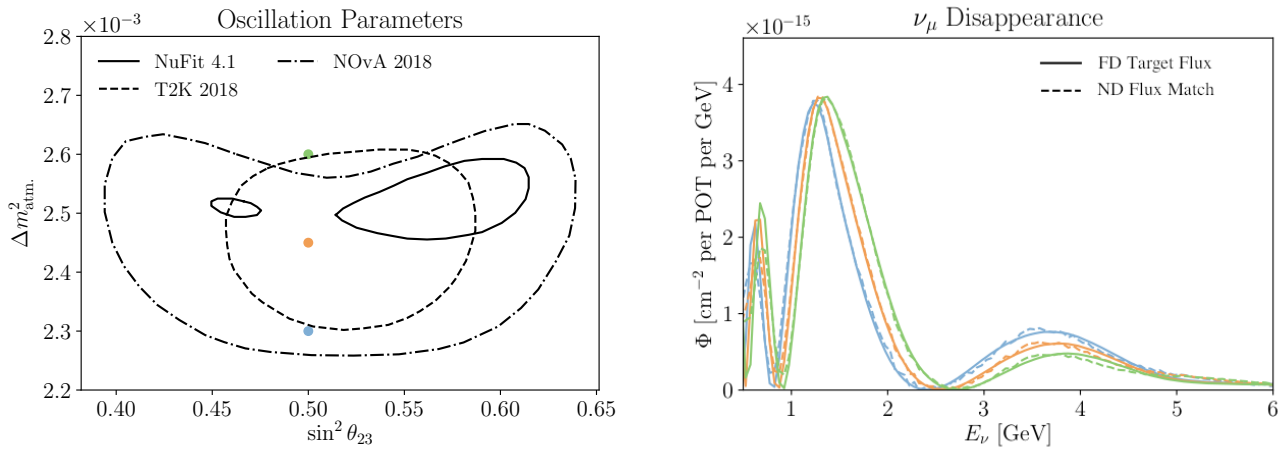 Oscillation Parameters
×10⁻³
2.8
2.7
2.6
2.5
2.4
2.3
2.2
Δm²atm.
NuFit 4.1
T2K 2018
NOvA 2018
0.40 0.45 0.50 0.55 0.60 0.65
sin² θ₂₃
νμ Disappearance
×10⁻¹⁵
4
3
2
1
0
Φ [cm⁻² per POT per GeV]
FD Target Flux
ND Flux Match
1 2 3 4 5 6
Eν [GeV]